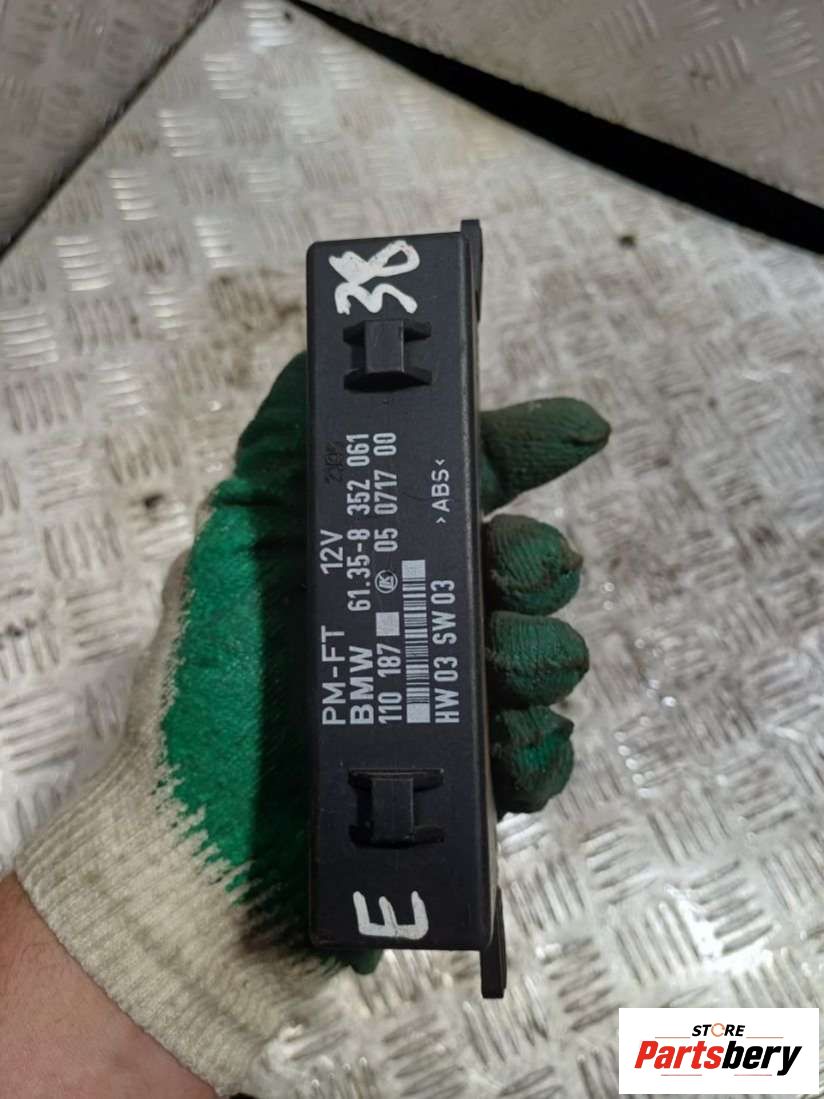 38
PM-FT 12V
BMW 61.35-8 352 061
110 187 LK 05 0717 00
HW 03 SW 03
>ABS<
E
STORE
Partsbery